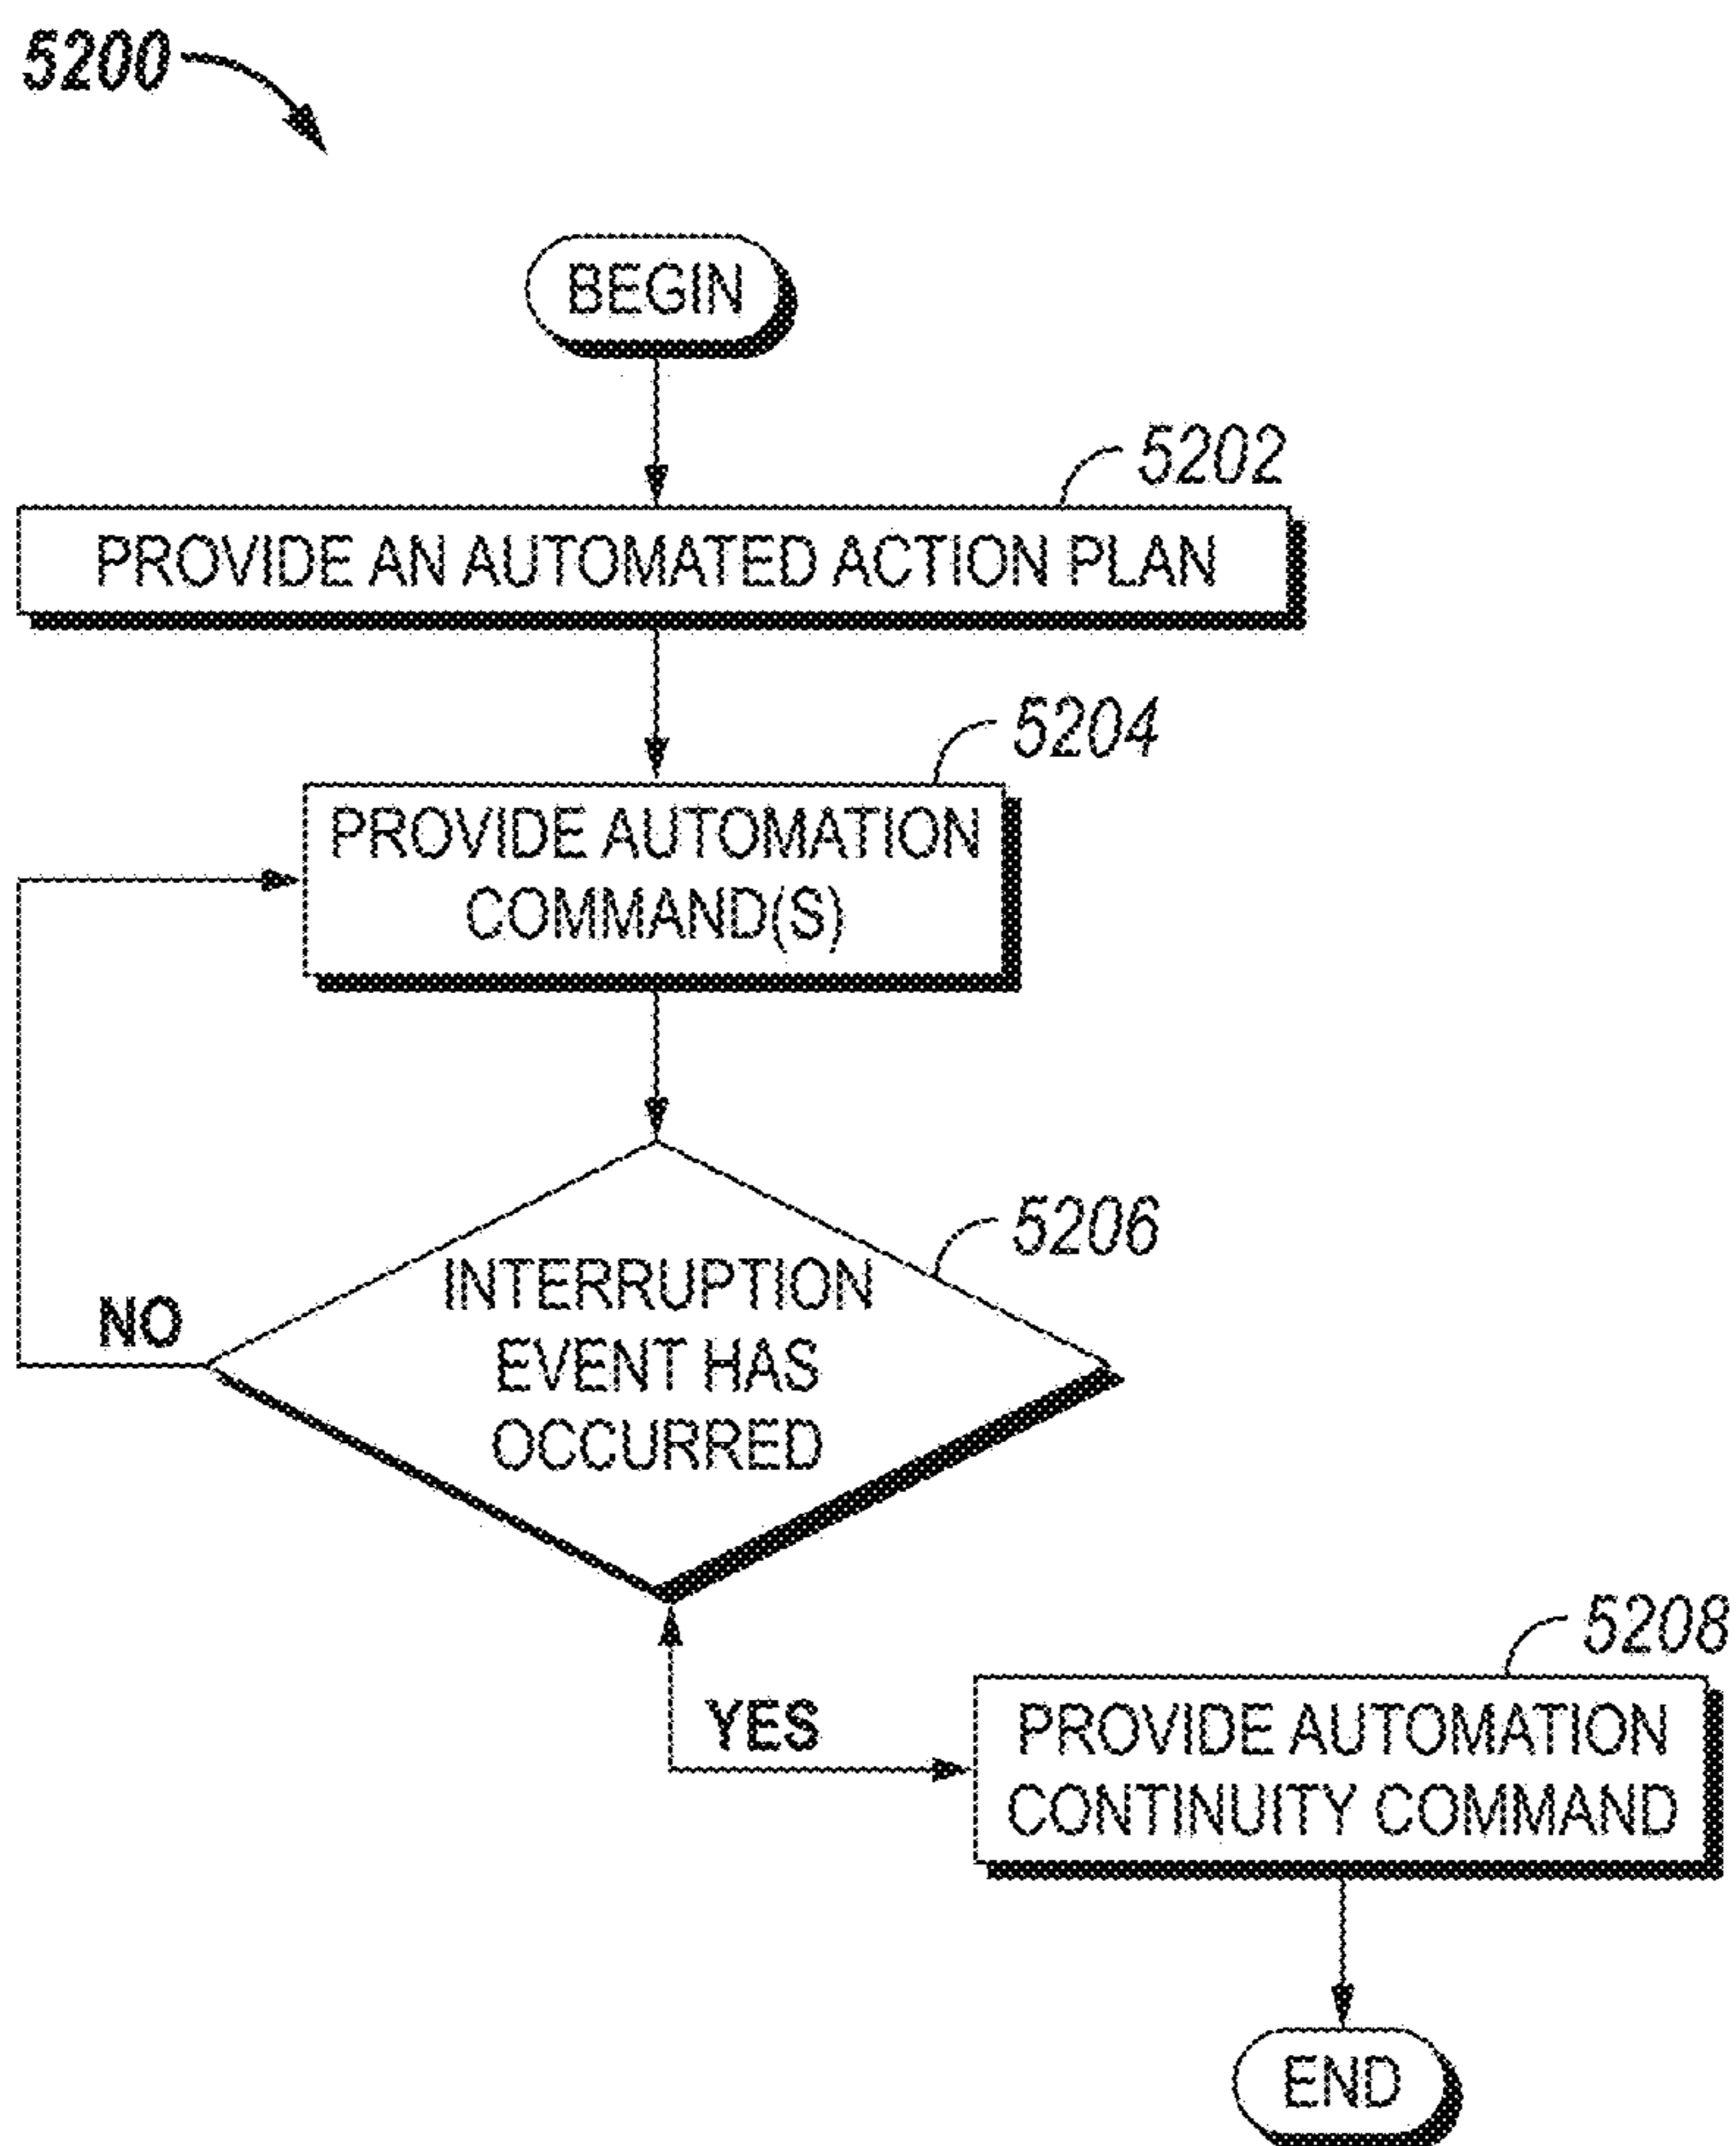 5200
BEGIN
5202
PROVIDE AN AUTOMATED ACTION PLAN
5204
PROVIDE AUTOMATION
COMMAND(S)
5206
INTERRUPTION
EVENT HAS
OCCURRED
NO
YES
5208
PROVIDE AUTOMATION
CONTINUITY COMMAND
END